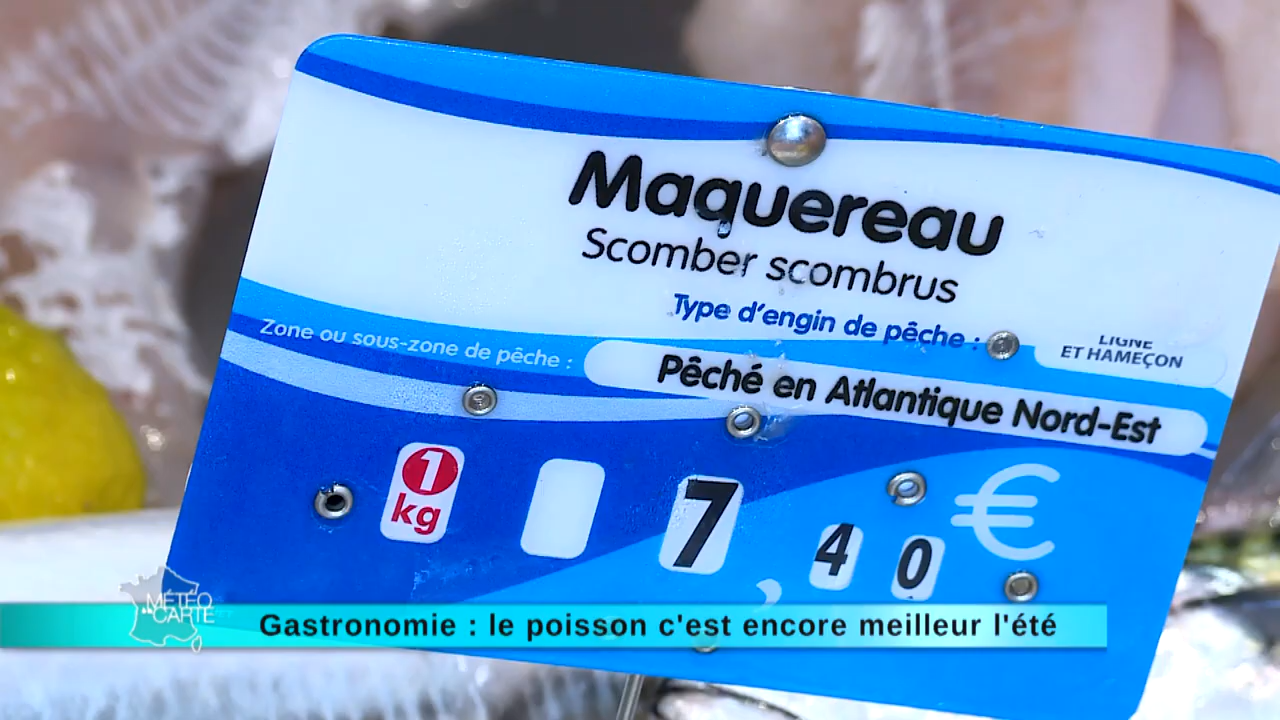 Maquereau
Scomber scombrus
Type d'engin de pêche :
LIGNE
ET HAMEÇON
Zone ou sous-zone de pêche :
Pêché en Atlantique Nord-Est
1
kg
7,40 €
MÉTÉO
À LA
CARTE
Gastronomie : le poisson c'est encore meilleur l'été